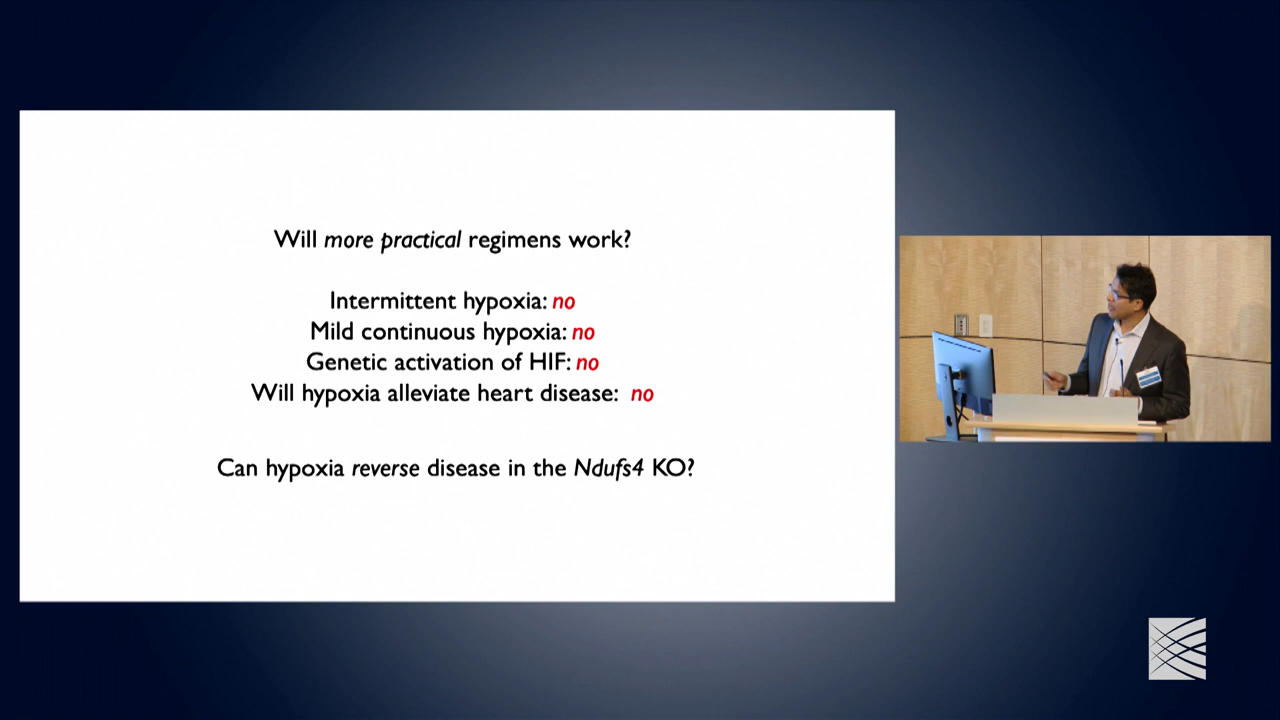 Will more practical regimens work?
Intermittent hypoxia: no
Mild continuous hypoxia: no
Genetic activation of HIF: no
Will hypoxia alleviate heart disease: no
Can hypoxia reverse disease in the Ndufs4 KO?